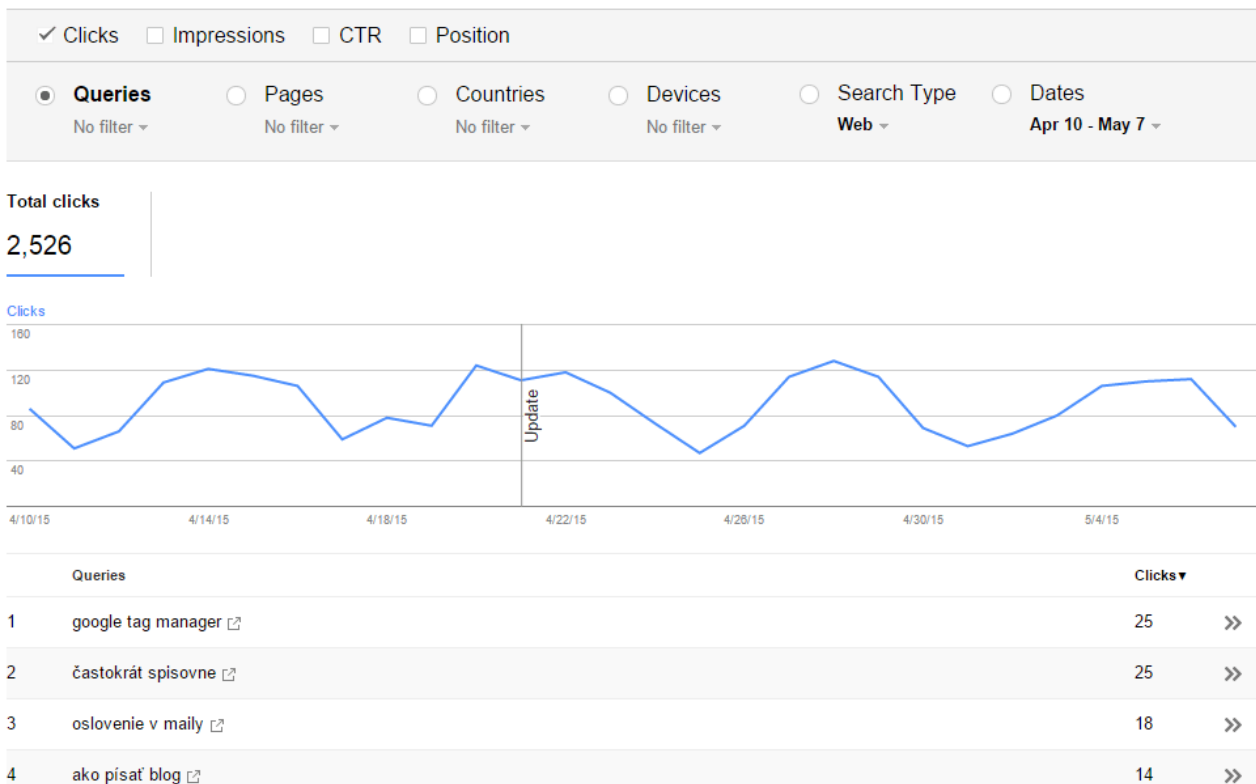 Clicks Impressions CTR Position
Queries Pages Countries Devices Search Type Dates
No filter No filter No filter No filter Web Apr 10 - May 7
Total clicks
2,526
Clicks
160
120
80
40
Update
4/10/15 4/14/15 4/18/15 4/22/15 4/26/15 4/30/15 5/4/15
Queries Clicks▼
1 google tag manager 25
2 častokrát spisovne 25
3 oslovenie v maily 18
4 ako písať blog 14